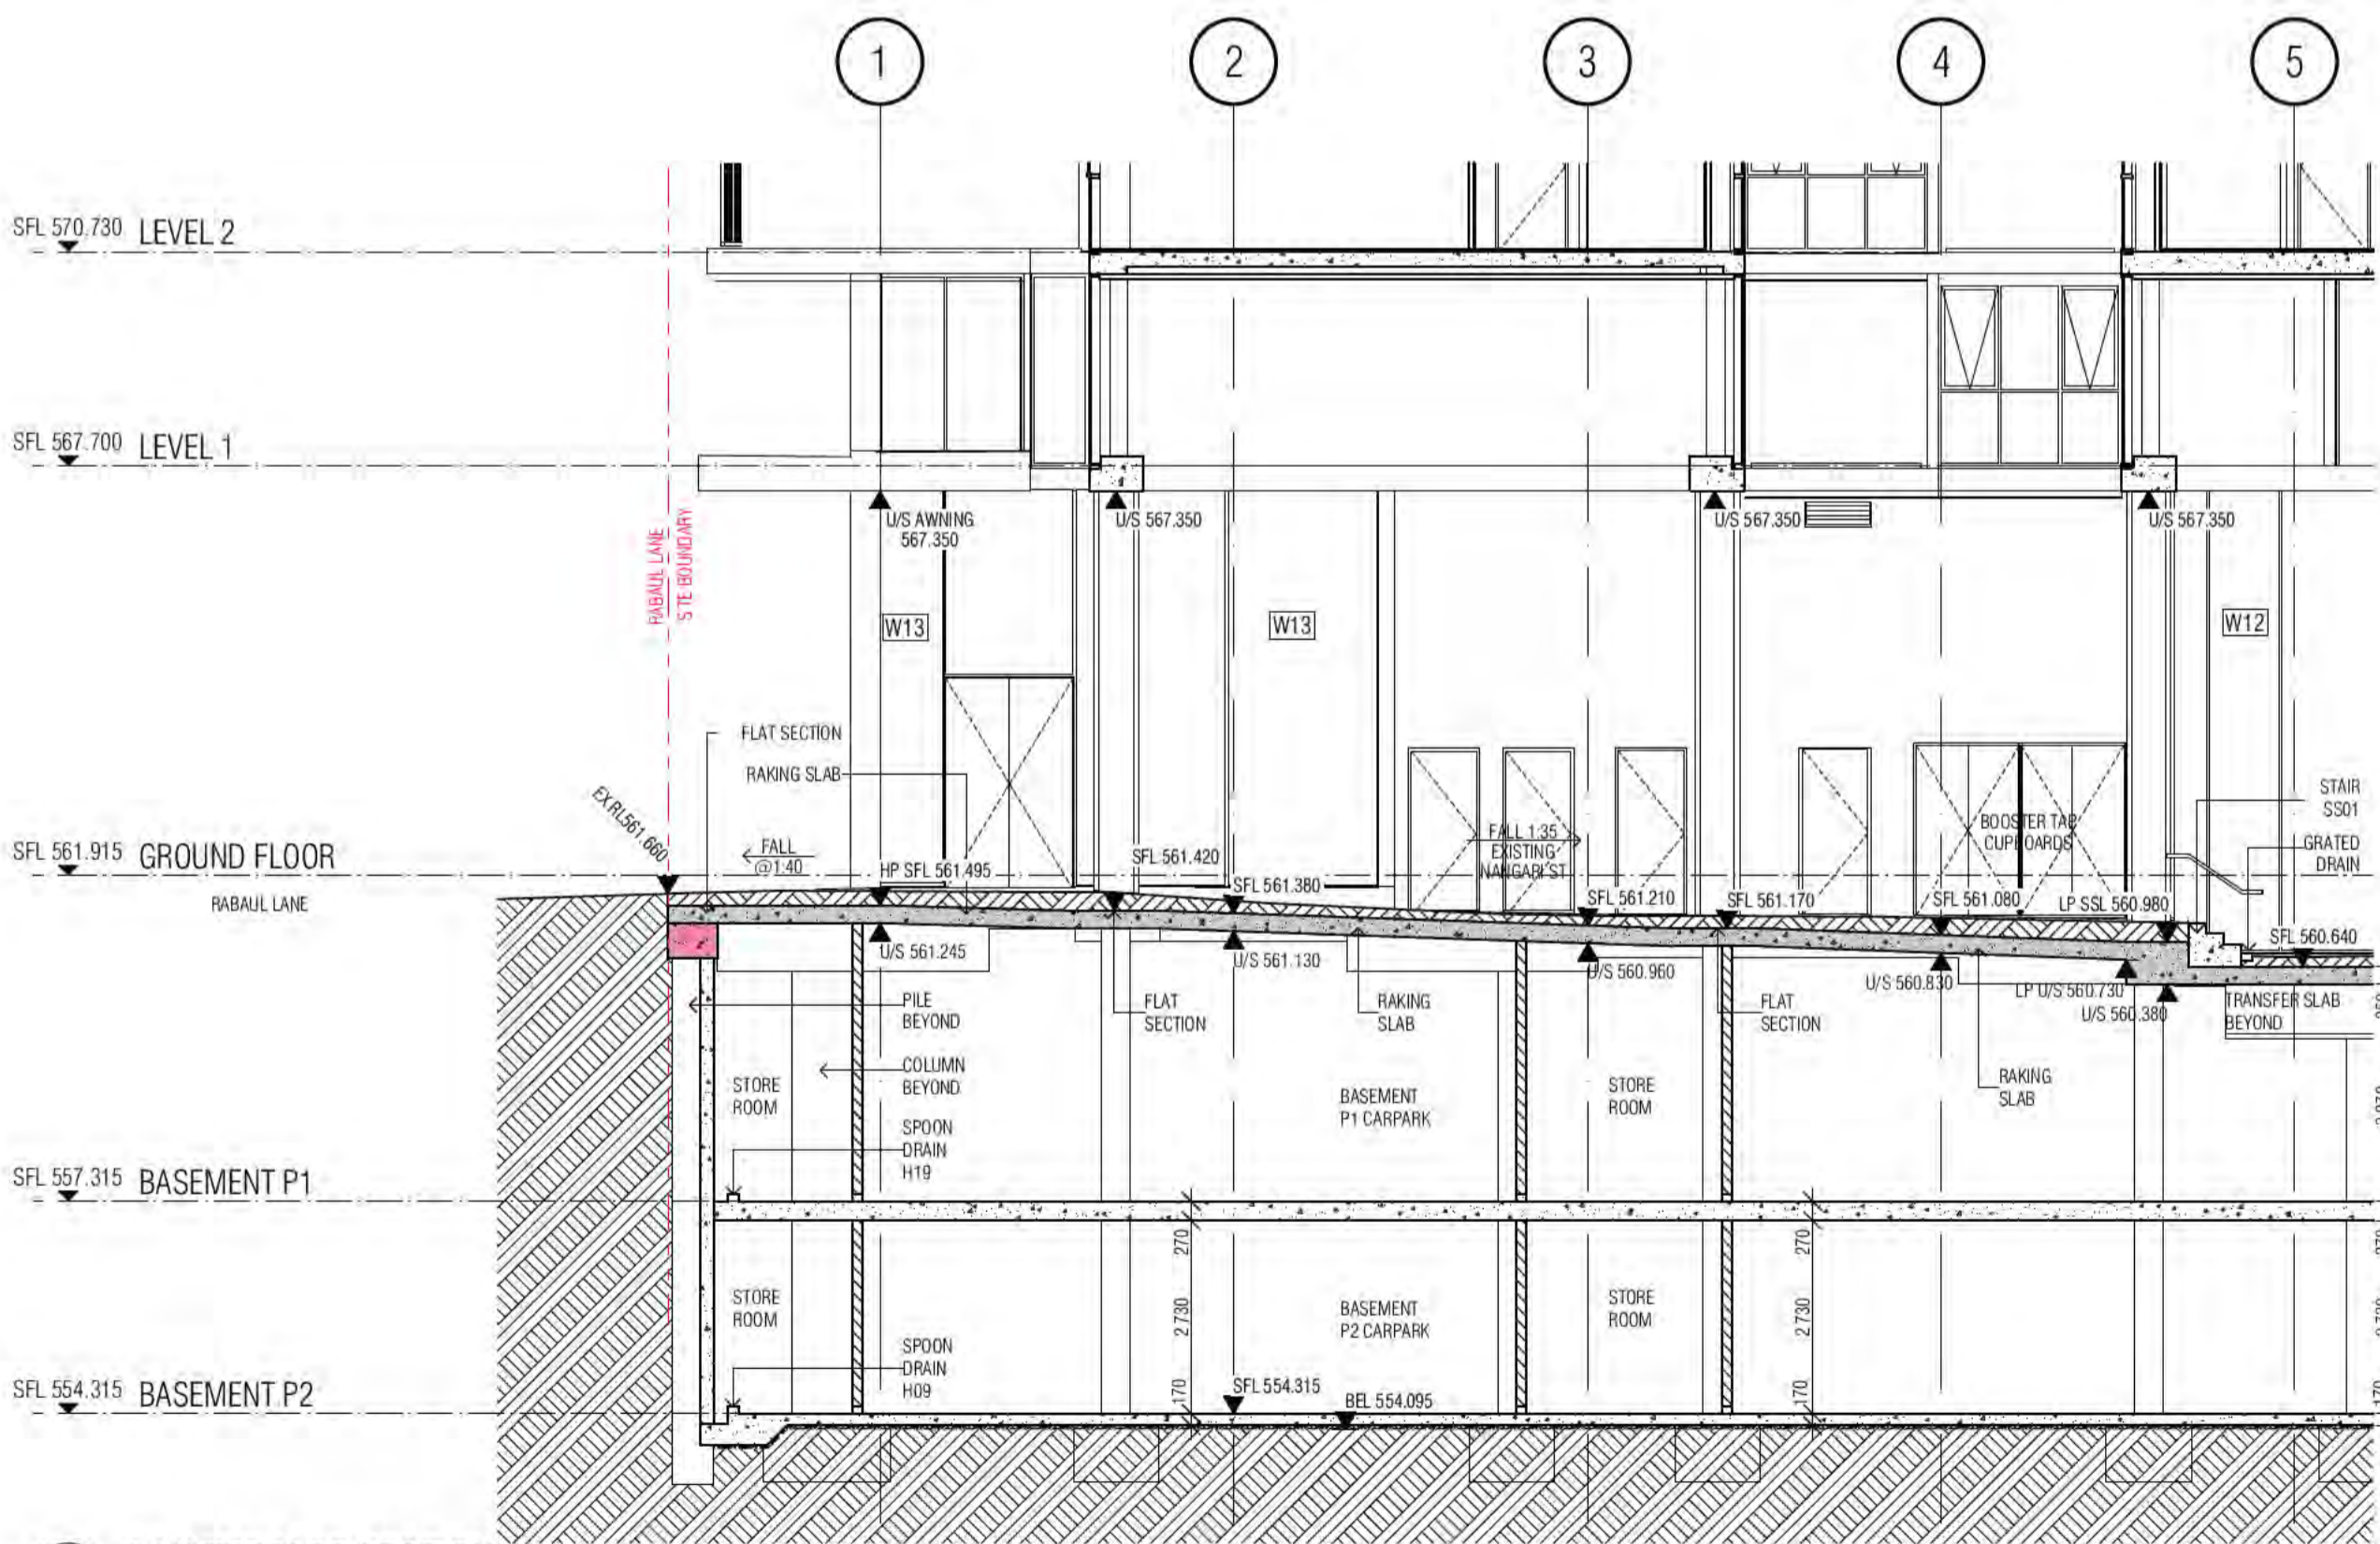 1
2
3
4
5
SFL 570.730 LEVEL 2
SFL 567.700 LEVEL 1
U/S AWNING
567.350
U/S 567.350
U/S 567.350
U/S 567.350
RABAUL LANE
S TE BOUNDARY
W13
W13
W12
FLAT SECTION
RAKING SLAB
EX RL561.660
FALL
@1:40
HP SFL 561.495
SFL 561.420
SFL 561.380
FALL 1:35
EXISTING
NANGARI ST
SFL 561.210
SFL 561.170
BOOSTER TAP
CUPBOARDS
SFL 561.080
LP SSL 560.980
STAIR
SS01
GRATED
DRAIN
SFL 560.640
SFL 561.915 GROUND FLOOR
RABAUL LANE
U/S 561.245
U/S 561.130
U/S 560.960
U/S 560.830
LP U/S 560.730
U/S 560.380
TRANSFER SLAB
BEYOND
PILE
BEYOND
FLAT
SECTION
RAKING
SLAB
FLAT
SECTION
COLUMN
BEYOND
RAKING
SLAB
STORE
ROOM
BASEMENT
P1 CARPARK
STORE
ROOM
SPOON
DRAIN
H19
SFL 557.315 BASEMENT P1
270
270
STORE
ROOM
2730
BASEMENT
P2 CARPARK
STORE
ROOM
2730
SPOON
DRAIN
H09
SFL 554.315 BASEMENT P2
170
SFL 554.315
BEL 554.095
170